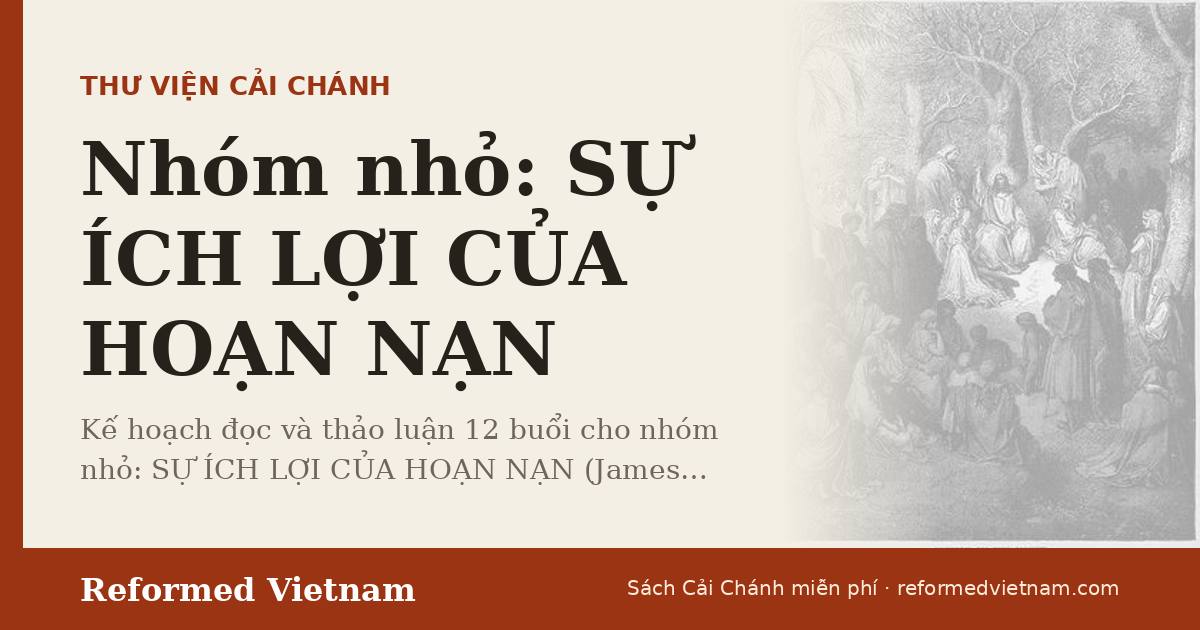 THƯ VIỆN CẢI CHÁNH
Nhóm nhỏ: SỰ
ÍCH LỢI CỦA
HOẠN NẠN
Kế hoạch đọc và thảo luận 12 buổi cho nhóm
nhỏ: SỰ ÍCH LỢI CỦA HOẠN NẠN (James...
Reformed Vietnam
Sách Cải Chánh miễn phí · reformedvietnam.com